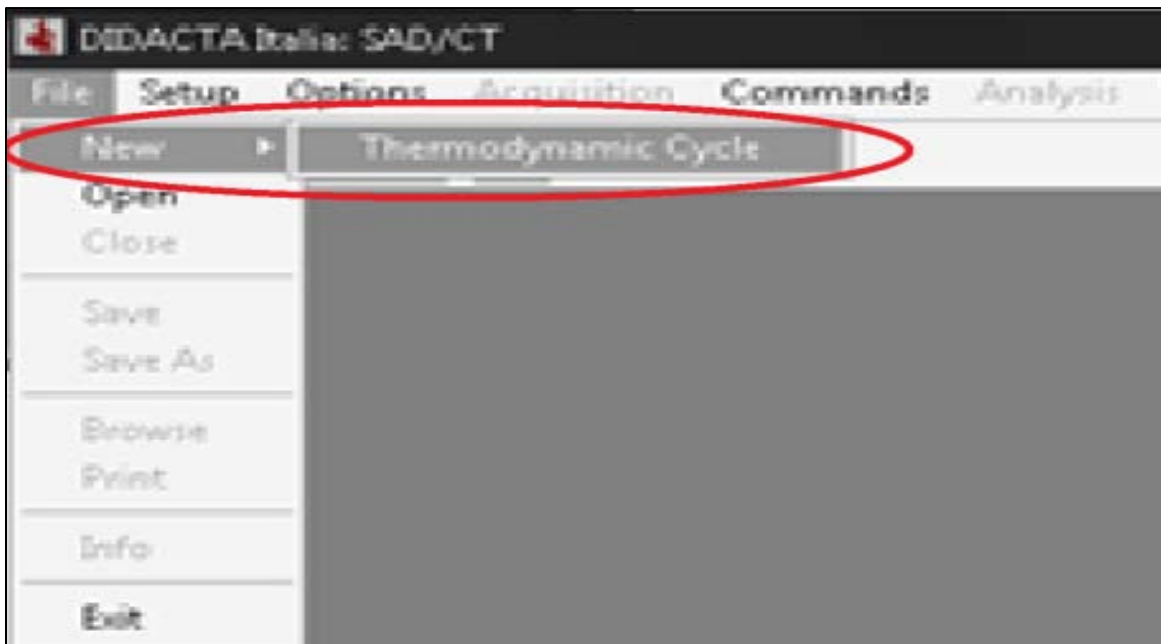 DIDACTA Italia: SAD/CT
File Setup Options Acquisition Commands Analysis
New Thermodynamic Cycle
Open
Close
Save
Save As
Browse
Print
Info
Exit